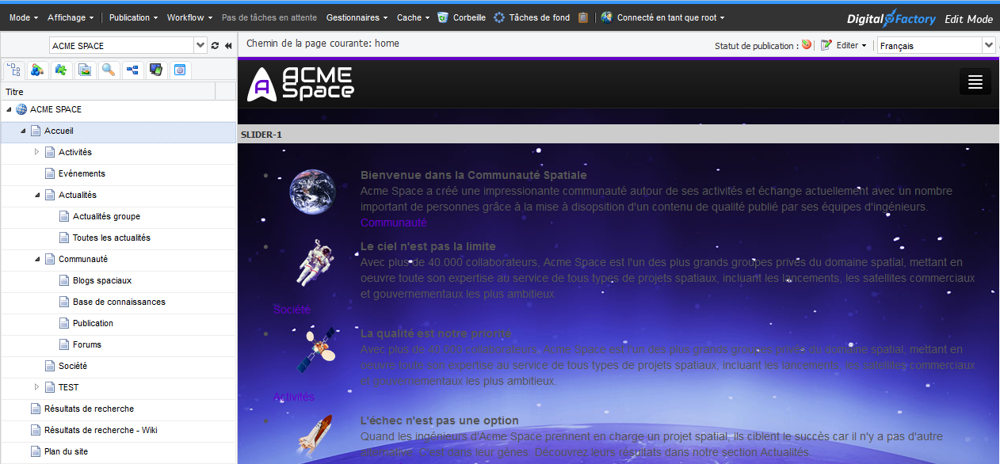 Mode Affichage Publication Workflow Pas de tâches en attente Gestionnaires Cache Corbeille Tâches de fond Connecté en tant que root Digital Factory Edit Mode
ACME SPACE
Chemin de la page courante: home
Statut de publication : Editer Français
Titre
ACME SPACE
Accueil
Activités
Evénements
Actualités
Actualités groupe
Toutes les actualités
Communauté
Blogs spaciaux
Base de connaissances
Publication
Forums
Société
TEST
Résultats de recherche
Résultats de recherche - Wiki
Plan du site
A ACME
Space
SLIDER-1
Bienvenue dans la Communauté Spatiale
Acme Space a créé une impressionante communauté autour de ses activités et échange actuellement avec un nombre
important de personnes grâce à la mise à disopsition d'un contenu de qualité publié par ses équipes d'ingénieurs.
Communauté
Le ciel n'est pas la limite
Avec plus de 40.000 collaborateurs, Acme Space est l'un des plus grands groupes privés du domaine spatial, mettant en
oeuvre toute son expertise au service de tous types de projets spatiaux, incluant les lancements, les satellites commerciaux
et gouvernementaux les plus ambitieux.
Société
La qualité est notre priorité
Avec plus de 40.000 collaborateurs, Acme Space est l'un des plus grands groupes privés du domaine spatial, mettant en
oeuvre toute son expertise au service de tous types de projets spatiaux, incluant les lancements, les satellites commerciaux
et gouvernementaux les plus ambitieux.
Activités
L'échec n'est pas une option
Quand les ingénieurs d'Acme Space prennent en charge un projet spatial, ils ciblent le succès car il n'y a pas d'autre
alternative. C'est dans leur gènes. Découvrez leurs résultats dans notre section Actualités.